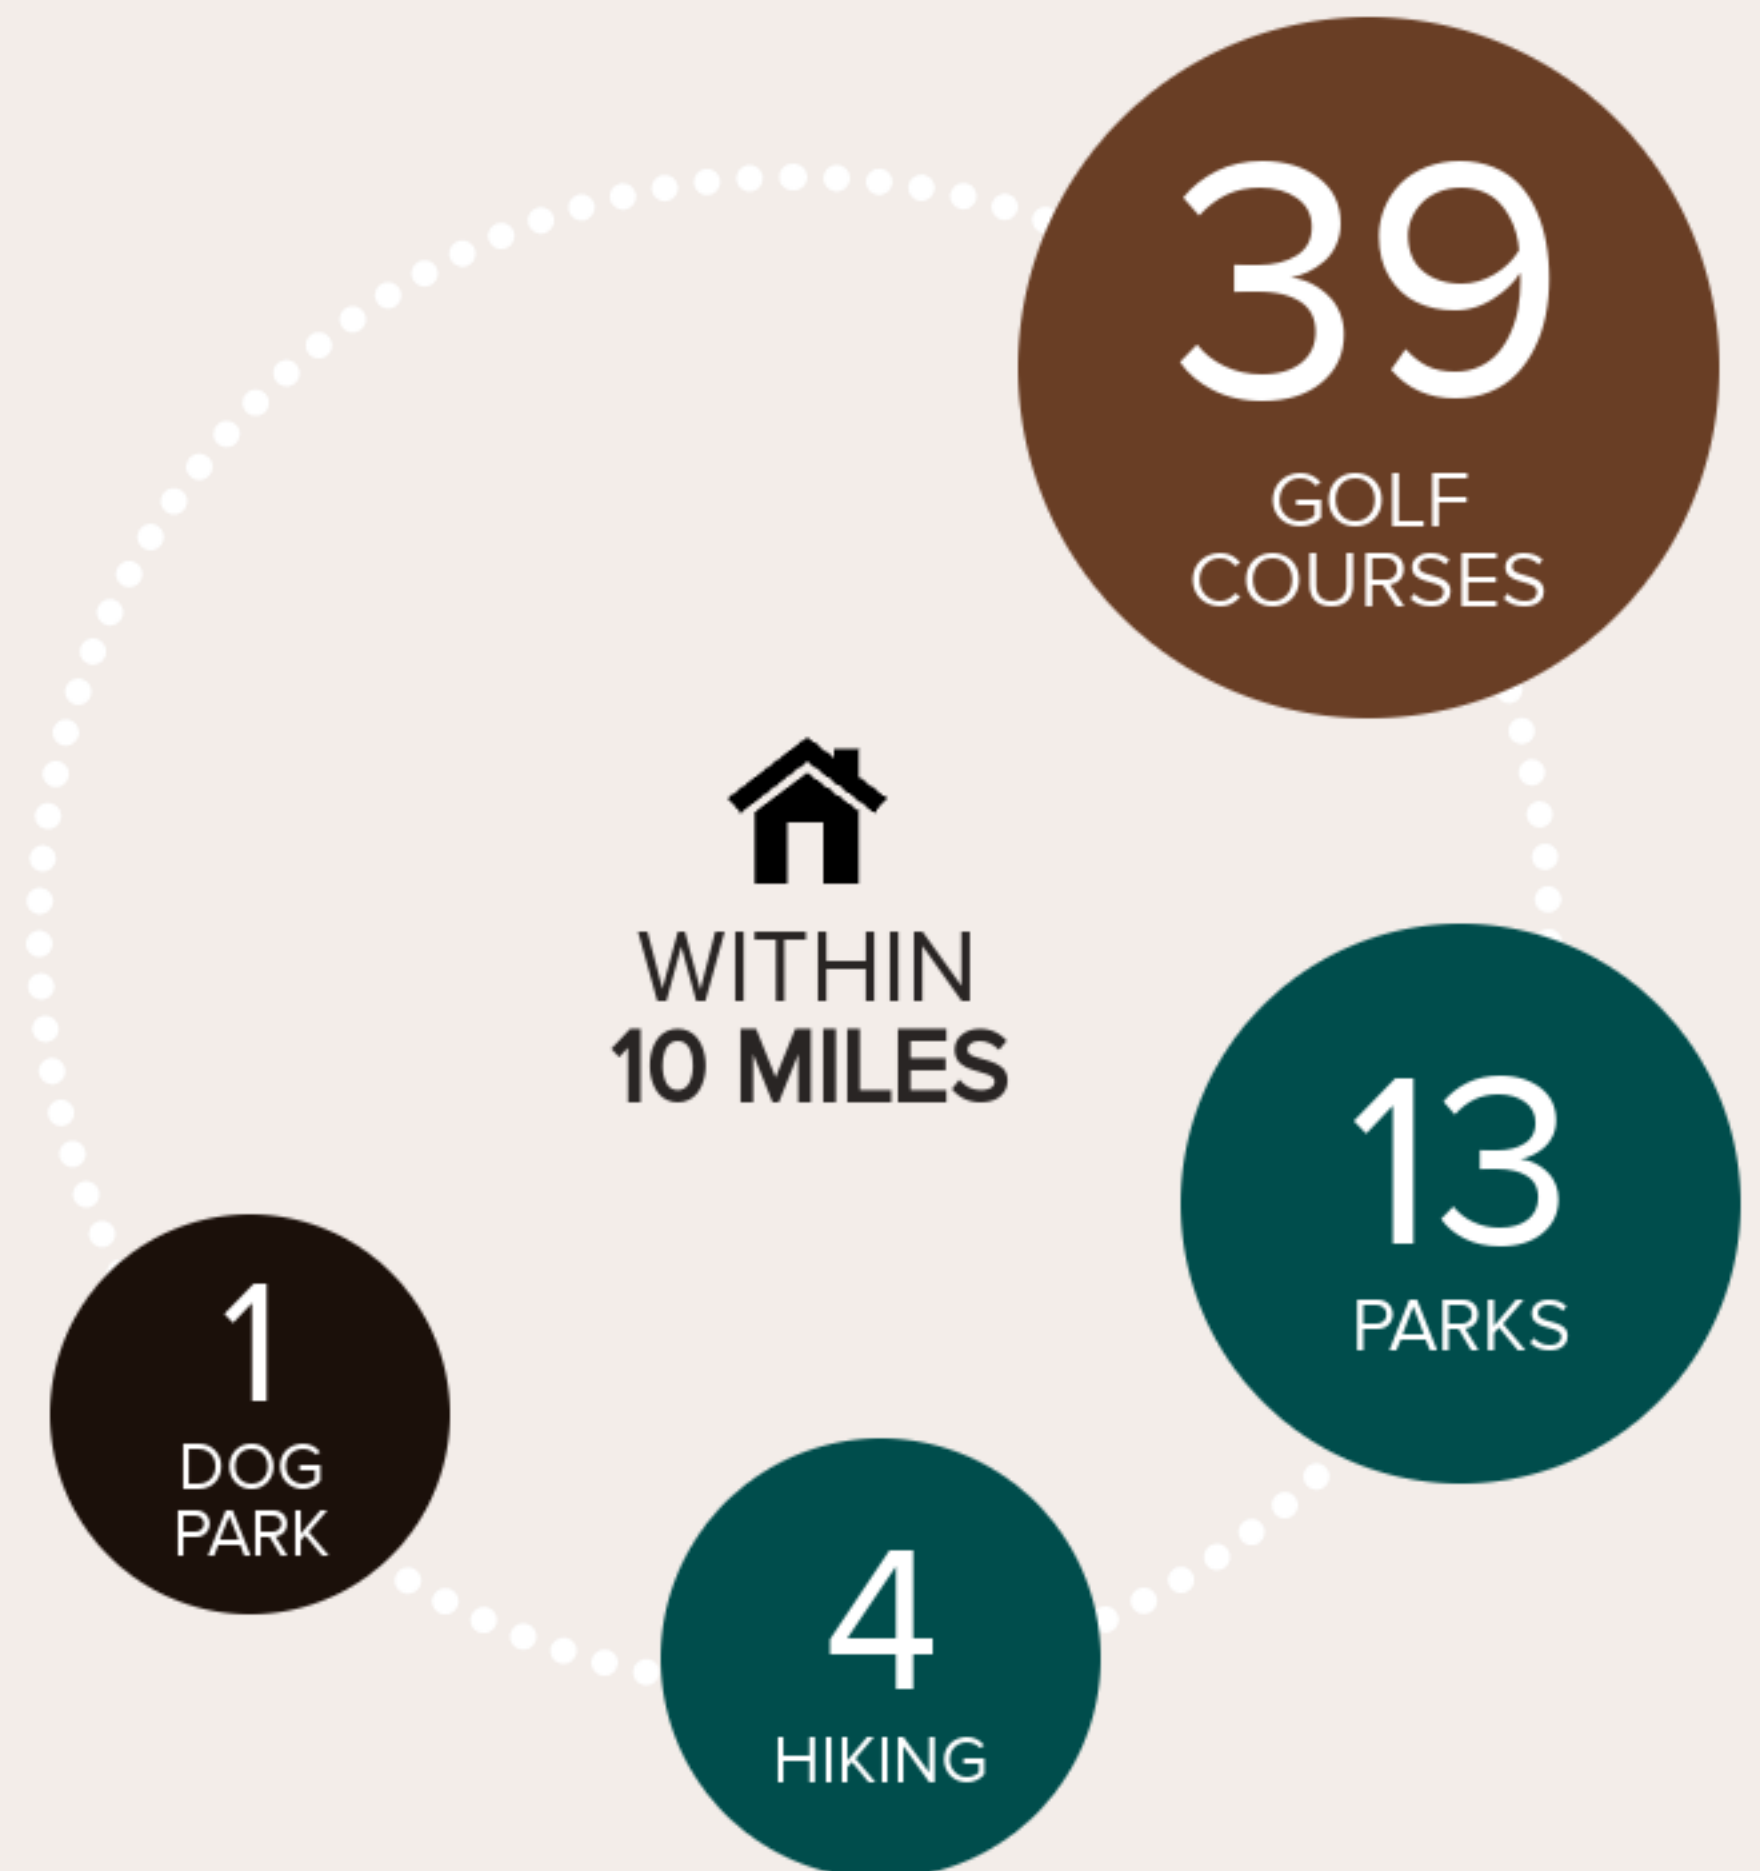 39
GOLF
COURSES
WITHIN
10 MILES
13
PARKS
1
DOG
PARK
4
HIKING